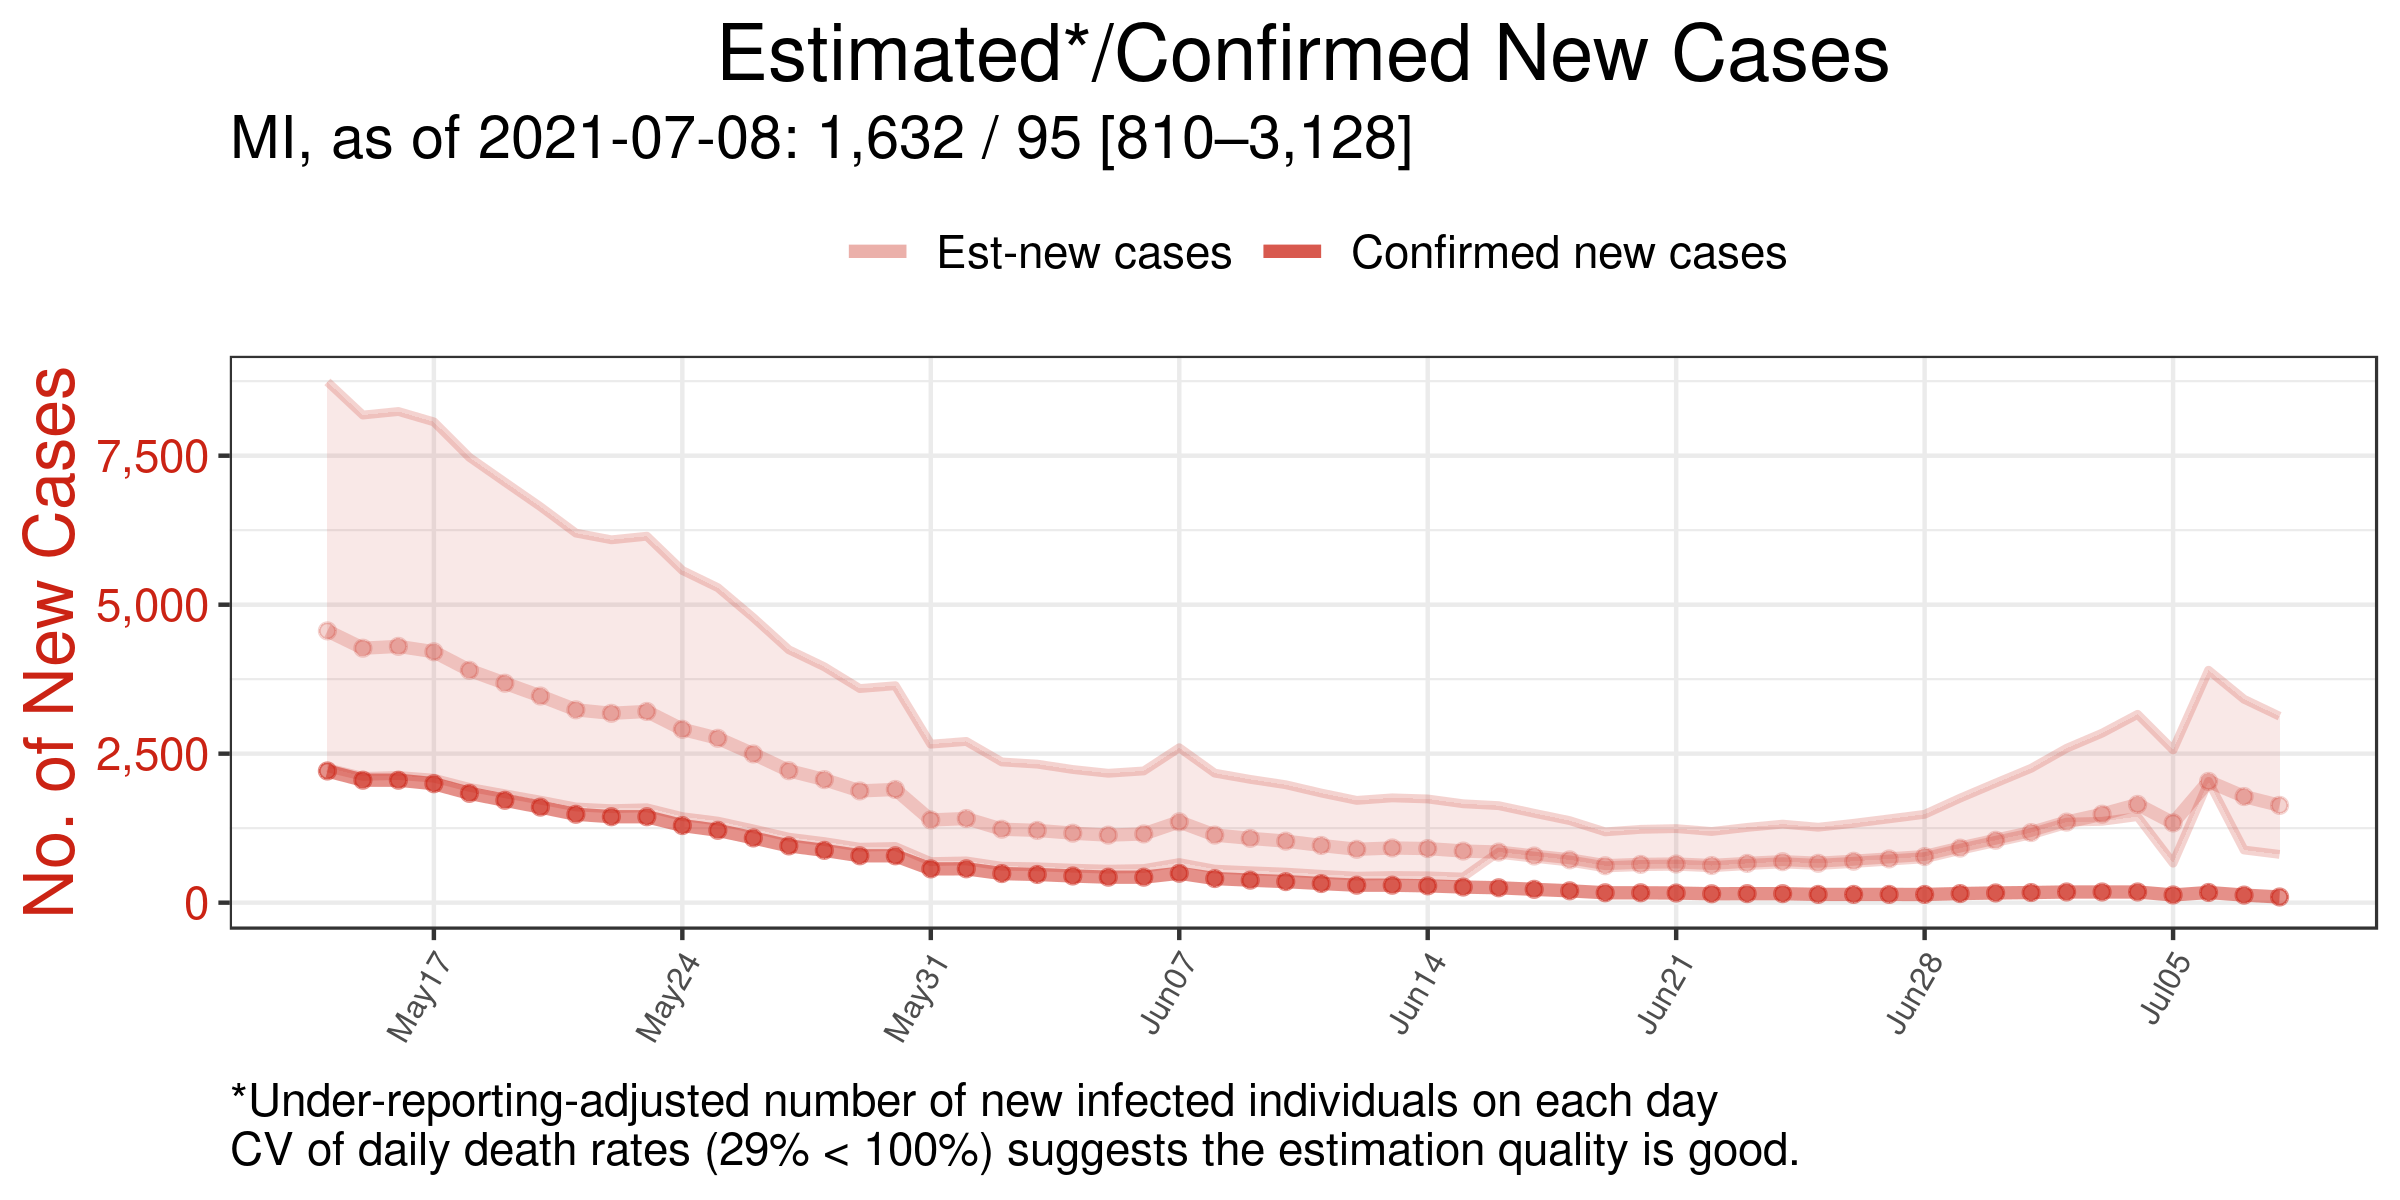 Estimated*/Confirmed New Cases
MI, as of 2021-07-08: 1,632 / 95 [810–3,128]
Est-new cases
Confirmed new cases
No. of New Cases
7,500
5,000
2,500
0
May17
May24
May31
Jun07
Jun14
Jun21
Jun28
Jul05
*Under-reporting-adjusted number of new infected individuals on each day
CV of daily death rates (29% < 100%) suggests the estimation quality is good.